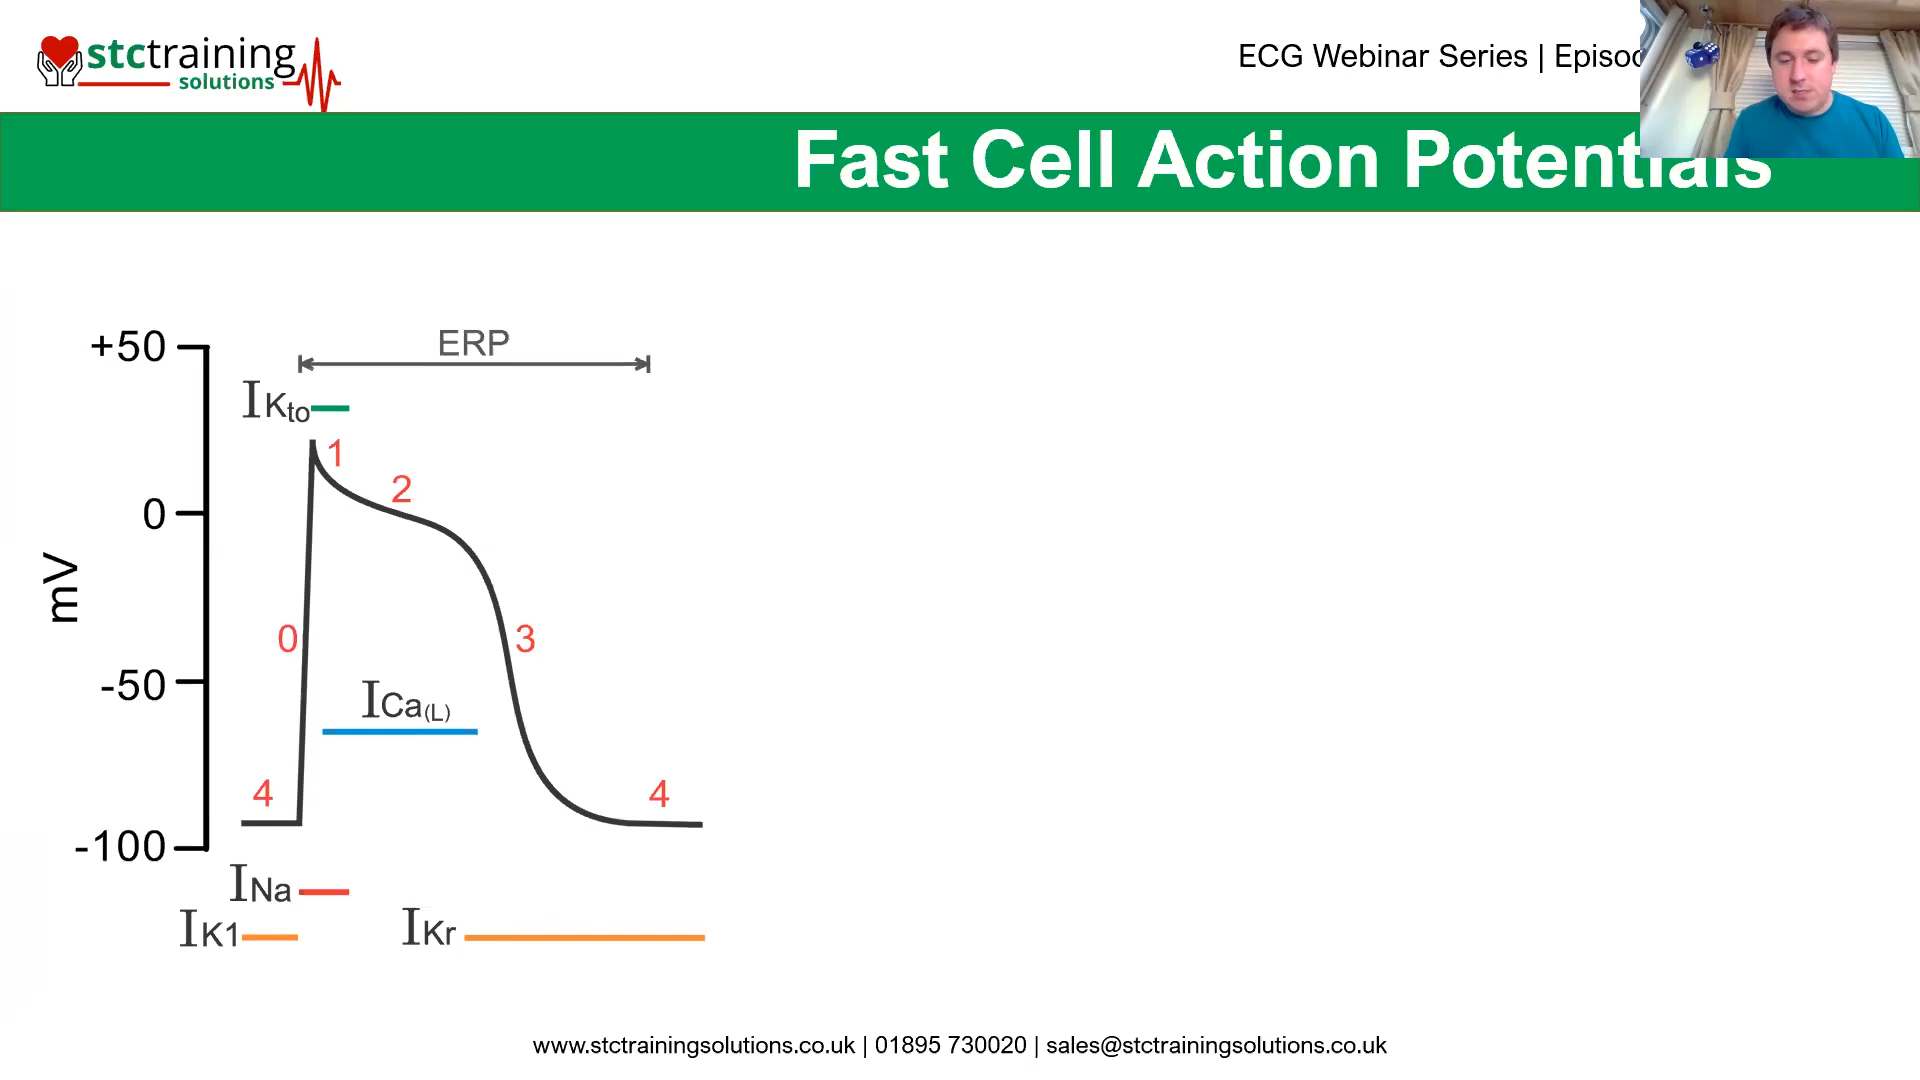 stctraining
solutions
ECG Webinar Series |
Fast Cell Action Potentials
+50
ERP
IKto
1
2
0
mV
0
3
-50
ICa(L)
4
4
-100
INa
IK1
IKr
www.stctrainingsolutions.co.uk | 01895 730020 | sales@stctrainingsolutions.co.uk